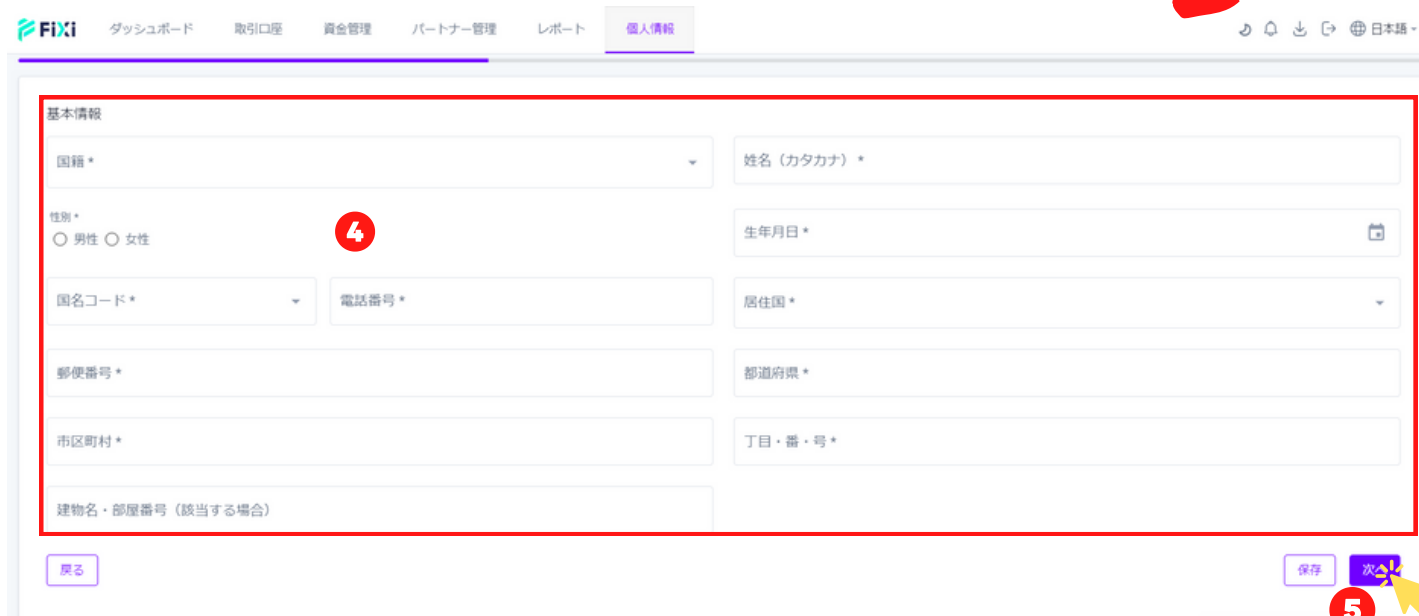 FiXi ダッシュボード 取引口座 資金管理 パートナー管理 レポート 個人情報 日本語
基本情報
国籍 *
姓名（カタカナ） *
性別 *
男性 女性
4
生年月日 *
国名コード *
電話番号 *
居住国 *
郵便番号 *
都道府県 *
市区町村 *
丁目・番・号 *
建物名・部屋番号（該当する場合）
戻る
保存
次へ
5